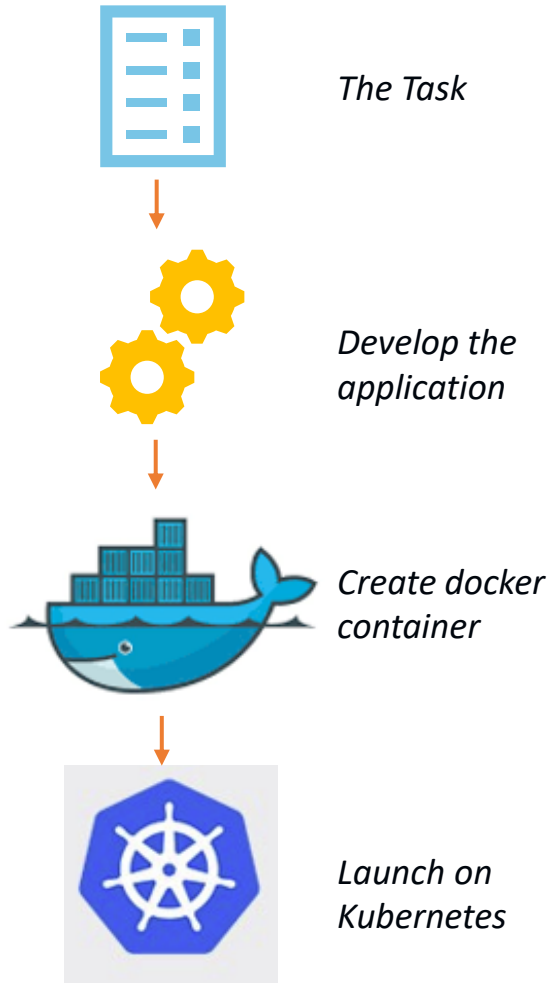 The Task
Develop the
application
Create docker
container
Launch on
Kubernetes